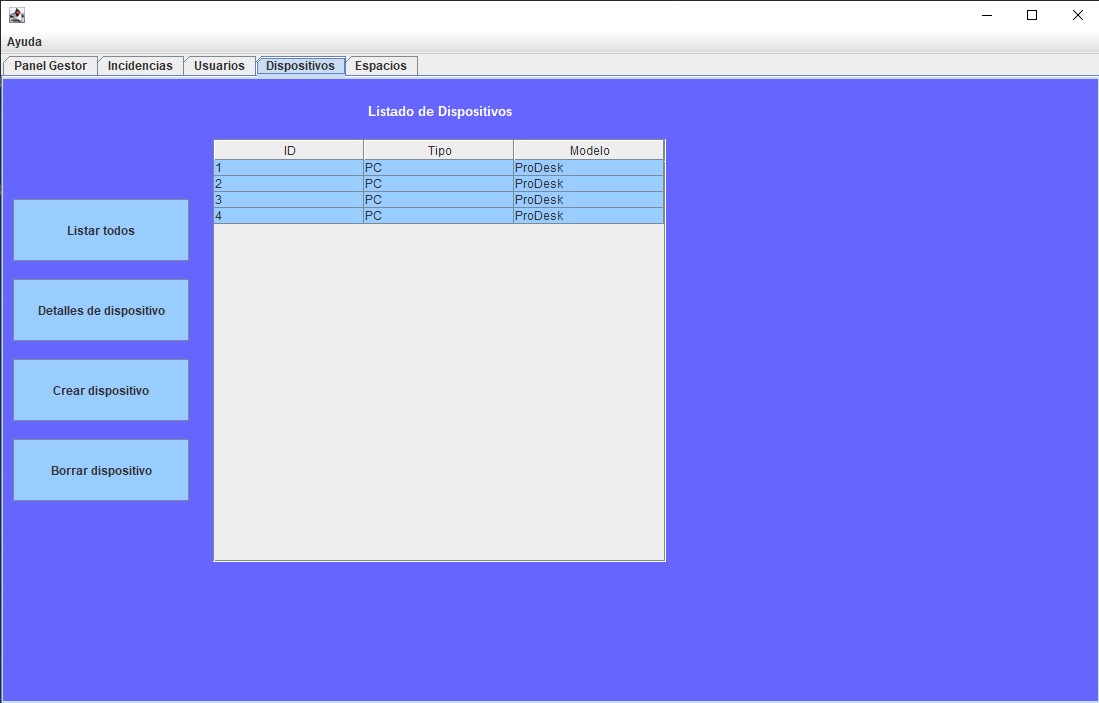 Ayuda
Panel Gestor Incidencias Usuarios Dispositivos Espacios
Listado de Dispositivos
ID Tipo Modelo
1 PC ProDesk
2 PC ProDesk
3 PC ProDesk
4 PC ProDesk
Listar todos
Detalles de dispositivo
Crear dispositivo
Borrar dispositivo